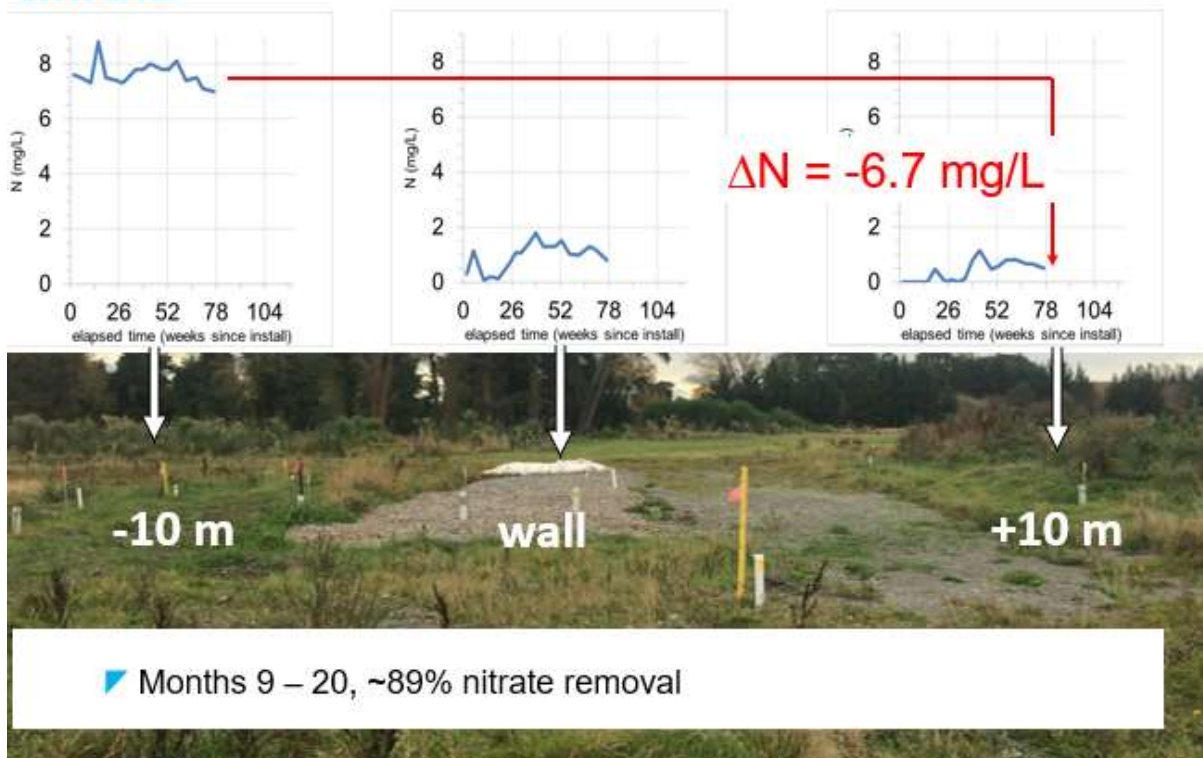 8
6
4
2
0
N (mg/L)
0 26 52 78 104
elapsed time (weeks since install)
8
6
4
2
0
N (mg/L)
0 26 52 78 104
elapsed time (weeks since install)
8
6
2
0
ΔN = -6.7 mg/L
0 26 52 78 104
elapsed time (weeks since install)
-10 m
wall
+10 m
Months 9 – 20, ~89% nitrate removal